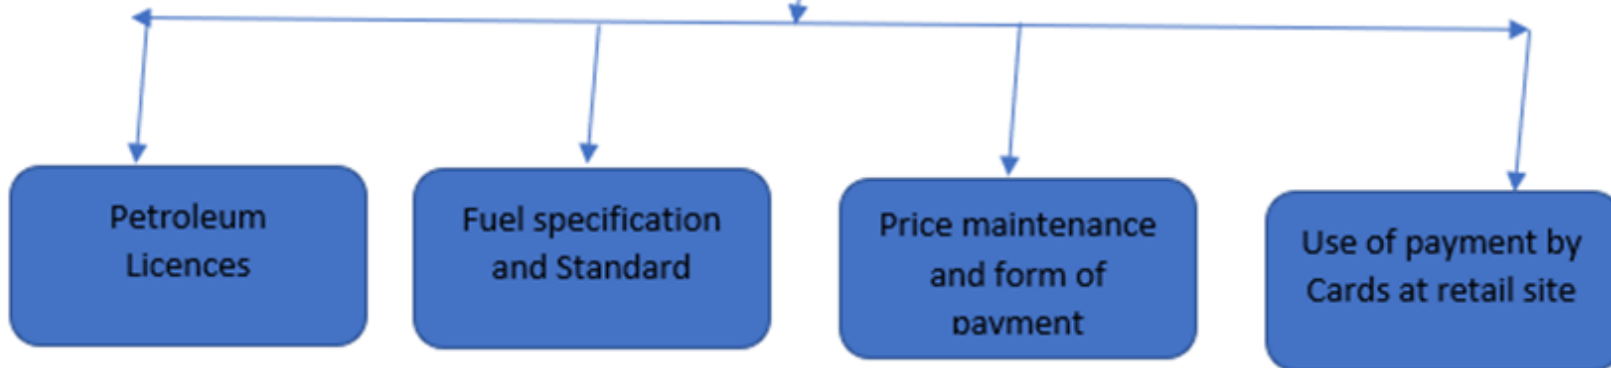 Petroleum
Licences
Fuel specification
and Standard
Price maintenance
and form of
payment
Use of payment by
Cards at retail site